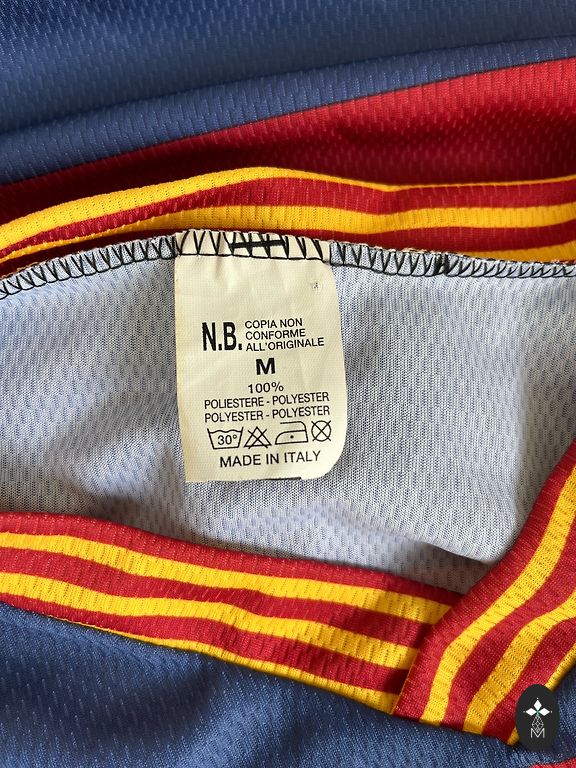 N.B. COPIA NON
CONFORME
ALL'ORIGINALE
M
100%
POLIESTERE - POLYESTER
POLYESTER - POLYESTER
30°
MADE IN ITALY
M